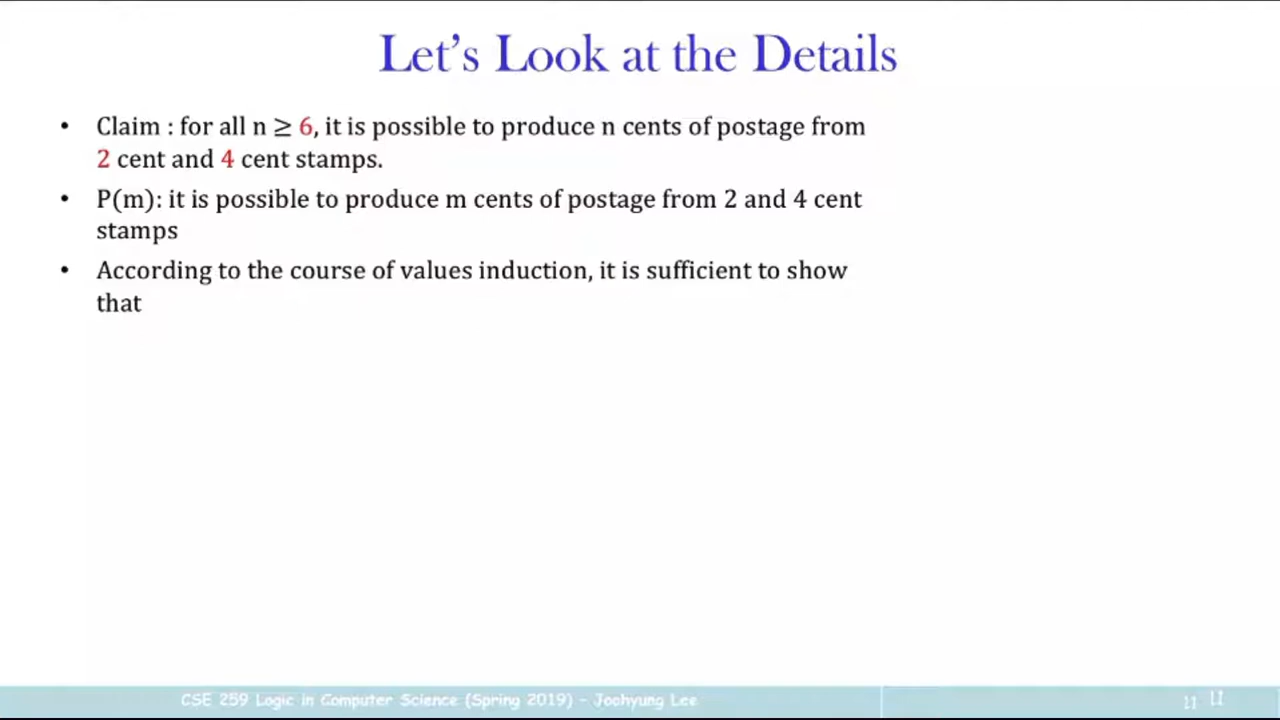 Let's Look at the Details
• Claim : for all n ≥ 6, it is possible to produce n cents of postage from
2 cent and 4 cent stamps.
• P(m): it is possible to produce m cents of postage from 2 and 4 cent
stamps
• According to the course of values induction, it is sufficient to show
that
CSE 259 Logic in Computer Science (Spring 2019) - Joohyung Lee
11 11